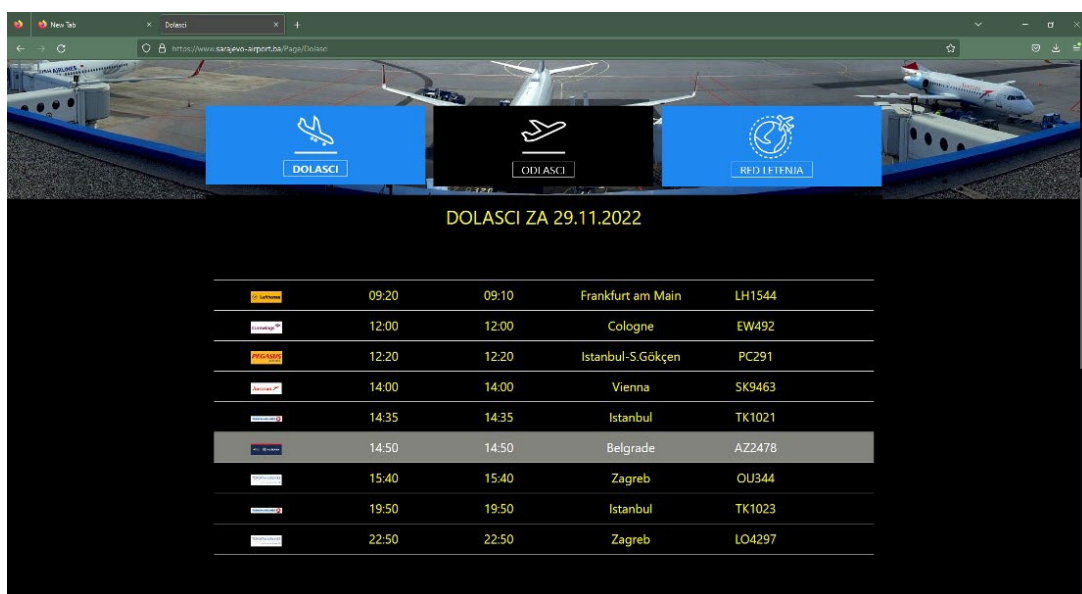 New Tab
Dolasci
https://www.sarajevo-airport.ba/Page/Dolasc
DOLASCI
ODLASCI
RED LETENJA
DOLASCI ZA 29.11.2022
Lufthansa 09:20 09:10 Frankfurt am Main LH1544
12:00 12:00 Cologne EW492
PEGASUS 12:20 12:20 Istanbul-S.Gökçen PC291
14:00 14:00 Vienna SK9463
14:35 14:35 Istanbul TK1021
14:50 14:50 Belgrade AZ2478
15:40 15:40 Zagreb OU344
19:50 19:50 Istanbul TK1023
22:50 22:50 Zagreb LO4297